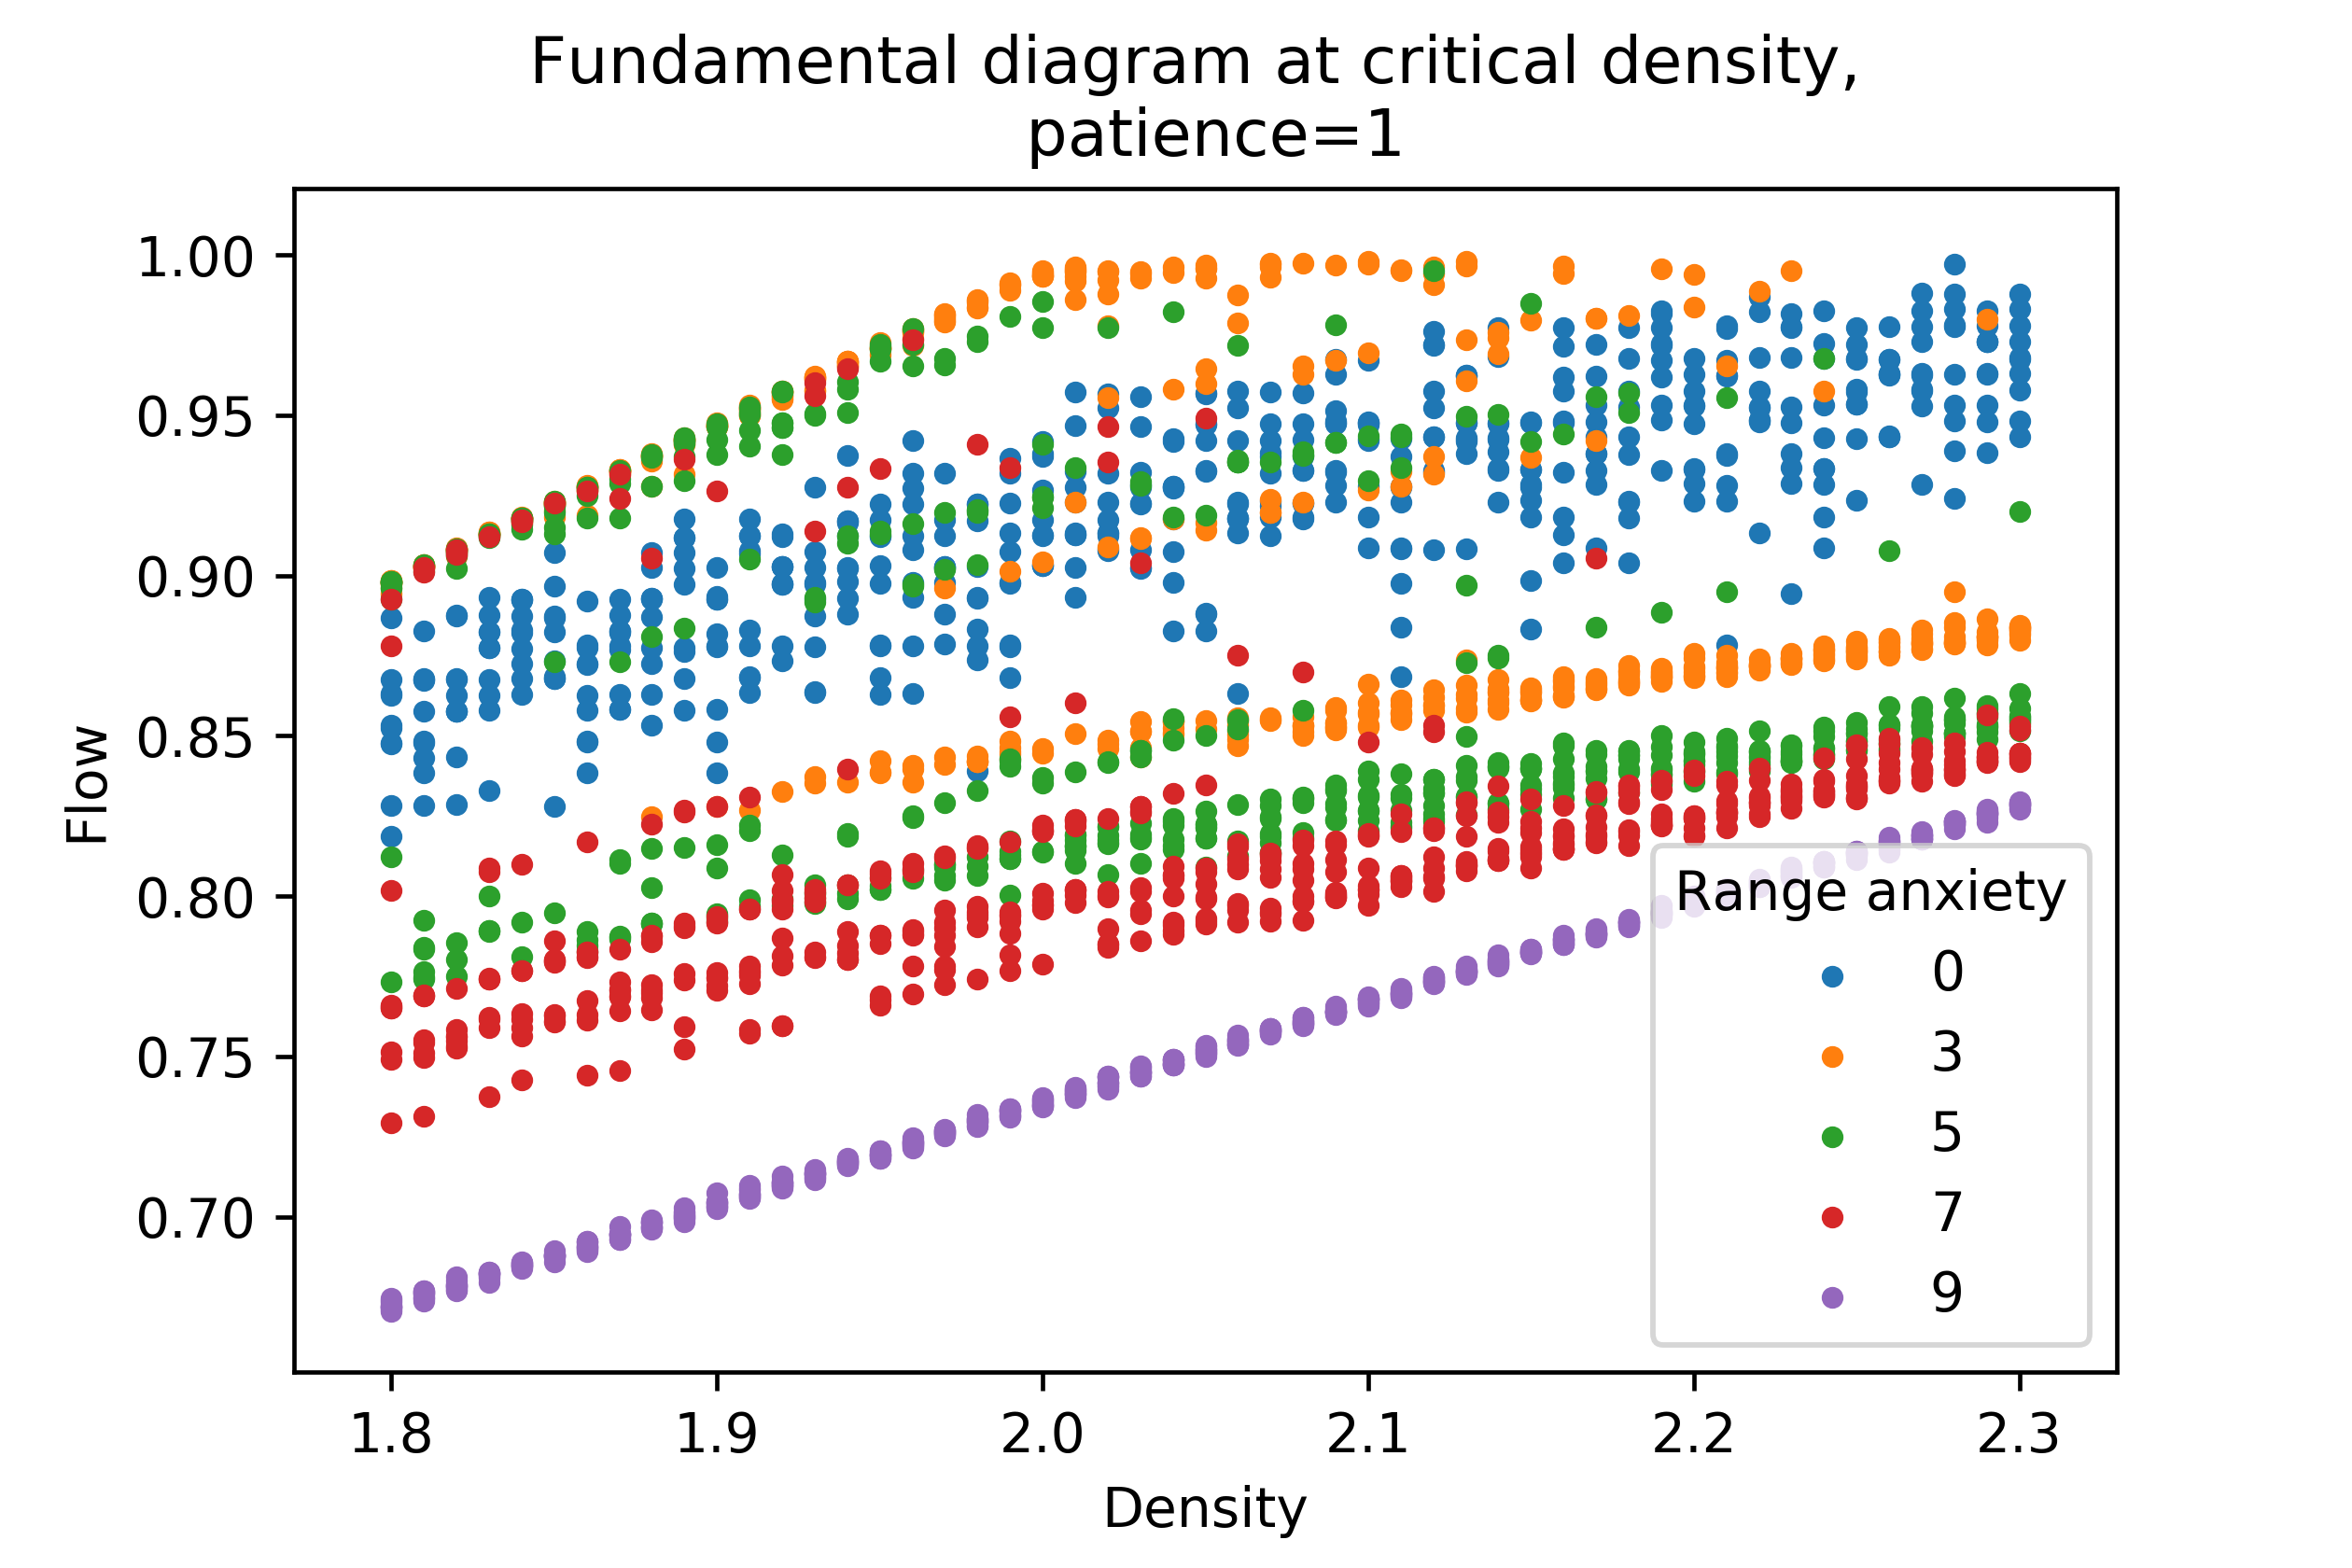 Fundamental diagram at critical density,
patience=1
Flow
1.00
0.95
0.90
0.85
0.80
0.75
0.70
Range anxiety
0
3
5
7
9
1.8 1.9 2.0 2.1 2.2 2.3
Density